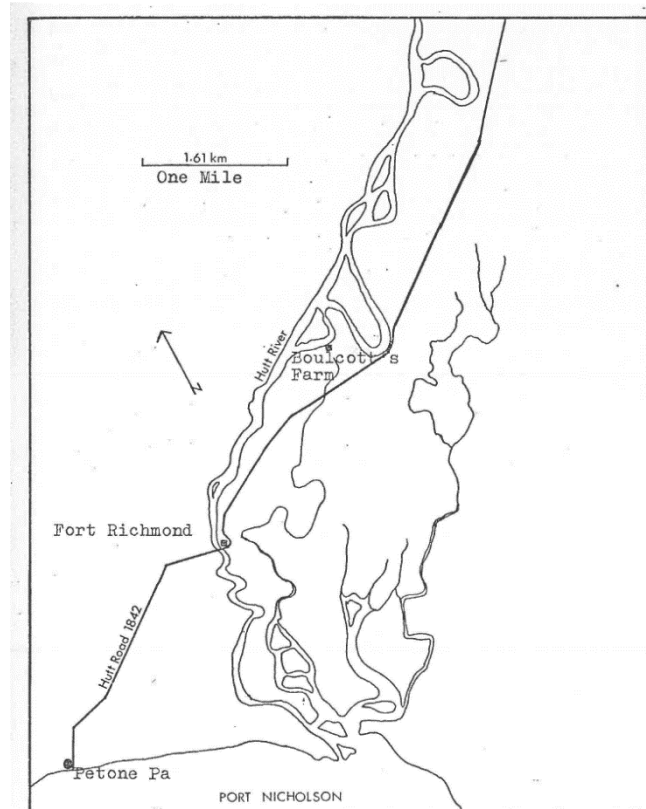 1.61 km
One Mile
Hutt River
Boulcott's
Farm
N
Fort Richmond
Hutt Road 1842
Petone Pa
PORT NICHOLSON